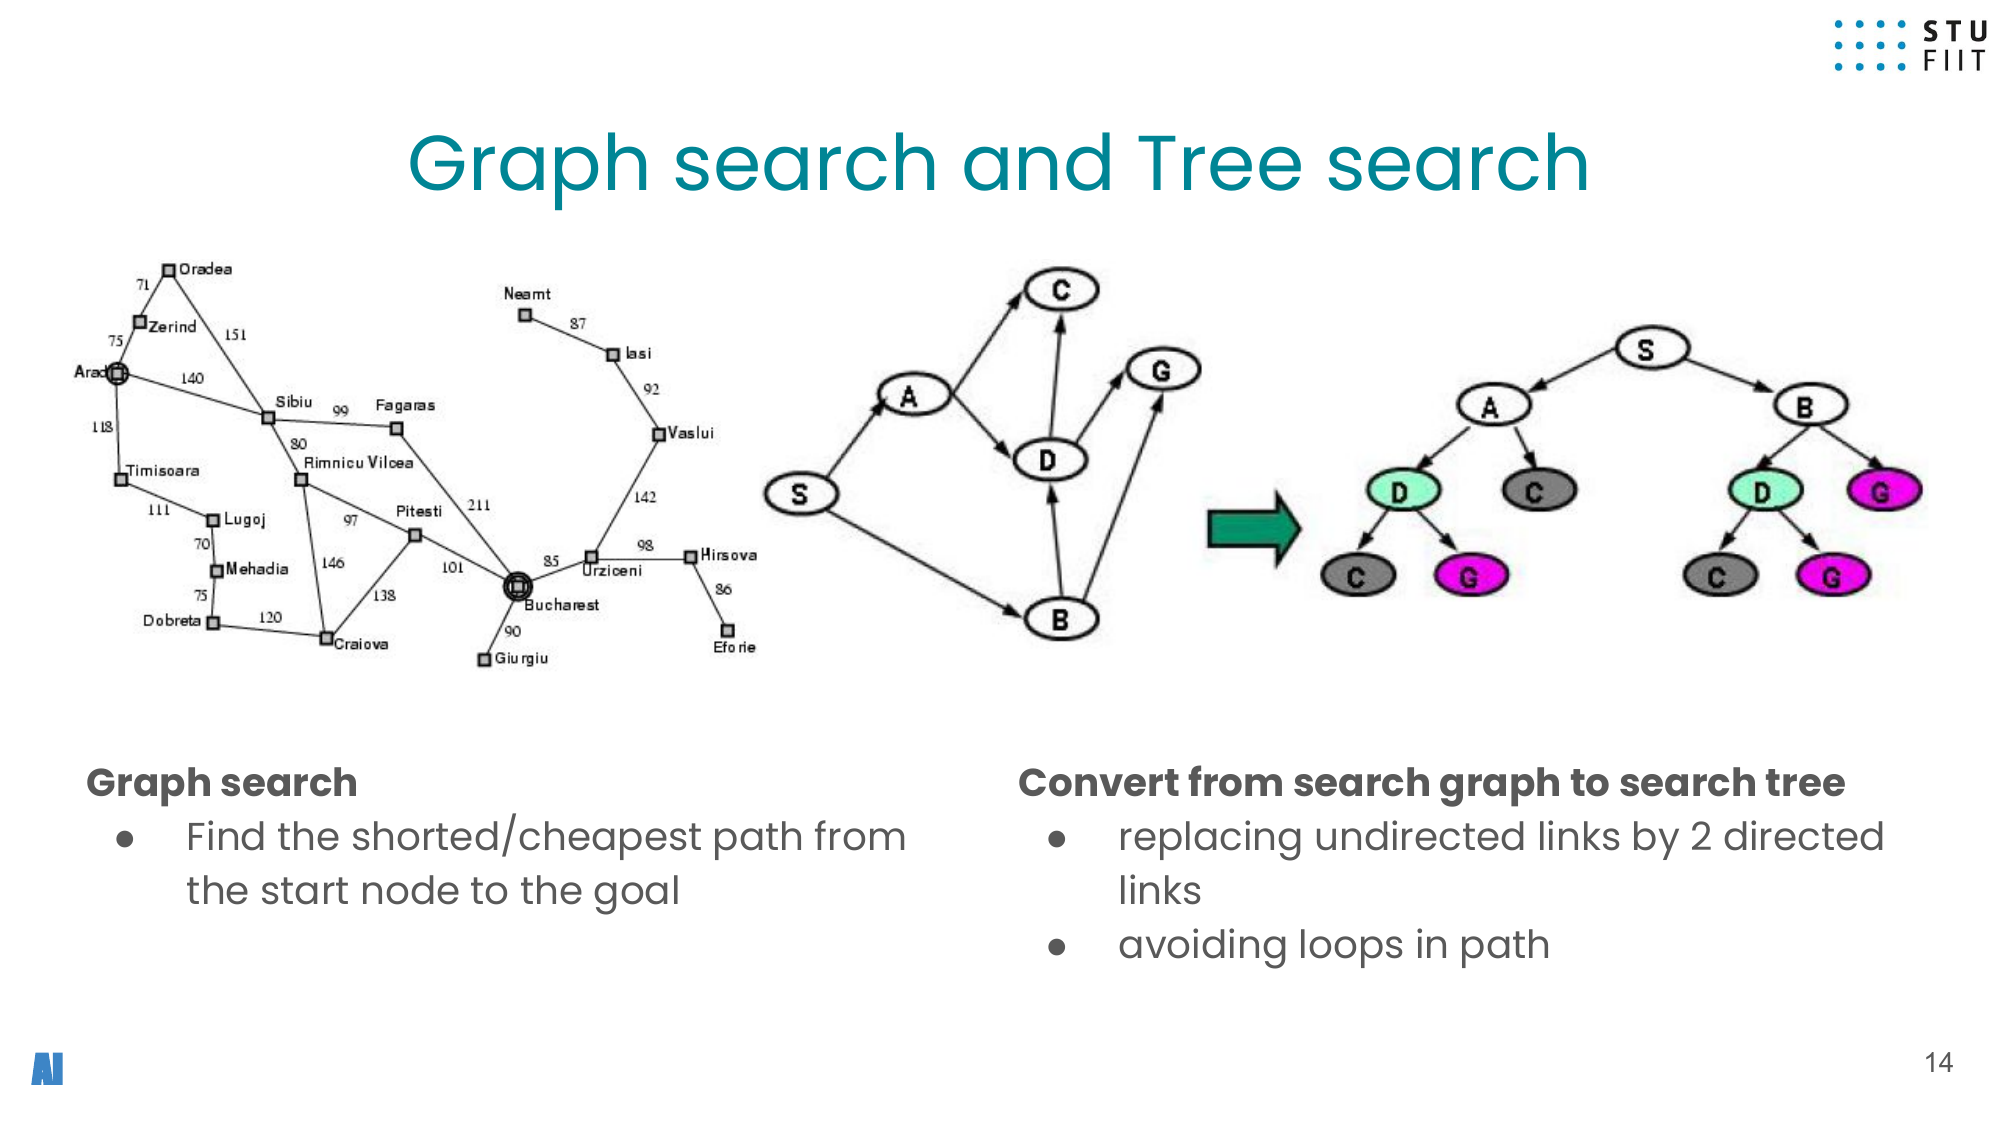 STU
FIIT
Graph search and Tree search
Oradea
71
Zerind
151
75
Arad
140
118
Sibiu
99
Fagaras
80
Rimnicu Vilcea
Timisoara
111
Lugoj
70
Mehadia
75
Dobreta
120
Craiova
146
97
Pitesti
138
101
211
Bucharest
90
Giurgiu
85
Urziceni
98
Hirsova
86
Eforie
142
Vaslui
92
Iasi
87
Neamt
C
G
A
D
S
B
S
A
B
D
C
D
G
C
G
C
G
Graph search
● Find the shorted/cheapest path from
the start node to the goal
Convert from search graph to search tree
● replacing undirected links by 2 directed
links
● avoiding loops in path
AI
14